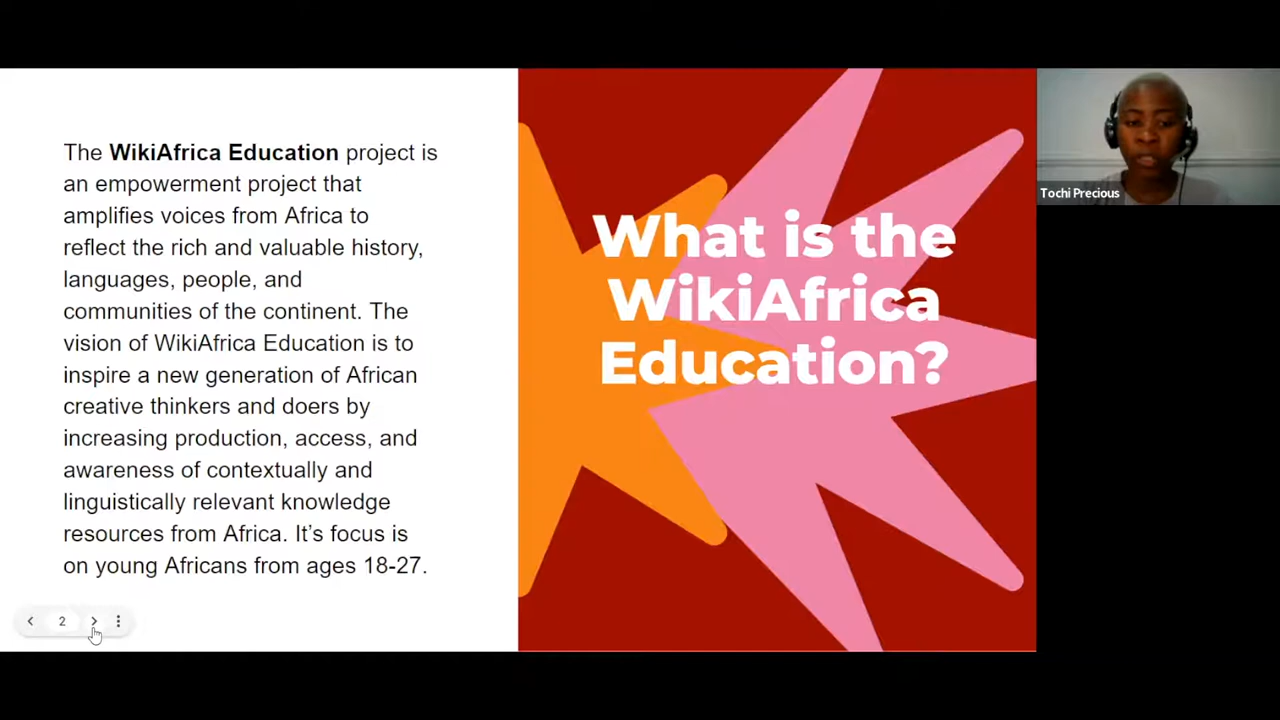 The WikiAfrica Education project is
an empowerment project that
amplifies voices from Africa to
reflect the rich and valuable history,
languages, people, and
communities of the continent. The
vision of WikiAfrica Education is to
inspire a new generation of African
creative thinkers and doers by
increasing production, access, and
awareness of contextually and
linguistically relevant knowledge
resources from Africa. It's focus is
on young Africans from ages 18-27.
2
What is the
WikiAfrica
Education?
Tochi Precious